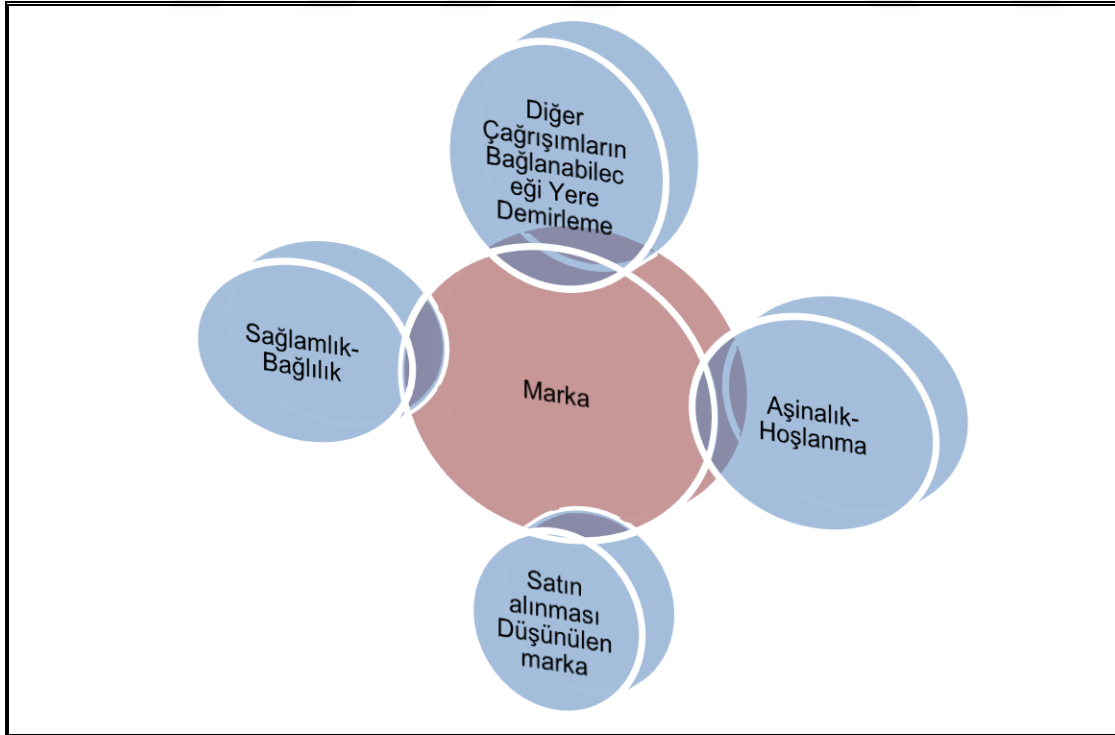 Diğer
Çağrışımların
Bağlanabilec
eği Yere
Demirleme
Sağlamlık-
Bağlılık
Marka
Aşinalık-
Hoşlanma
Satın
alınması
Düşünülen
marka